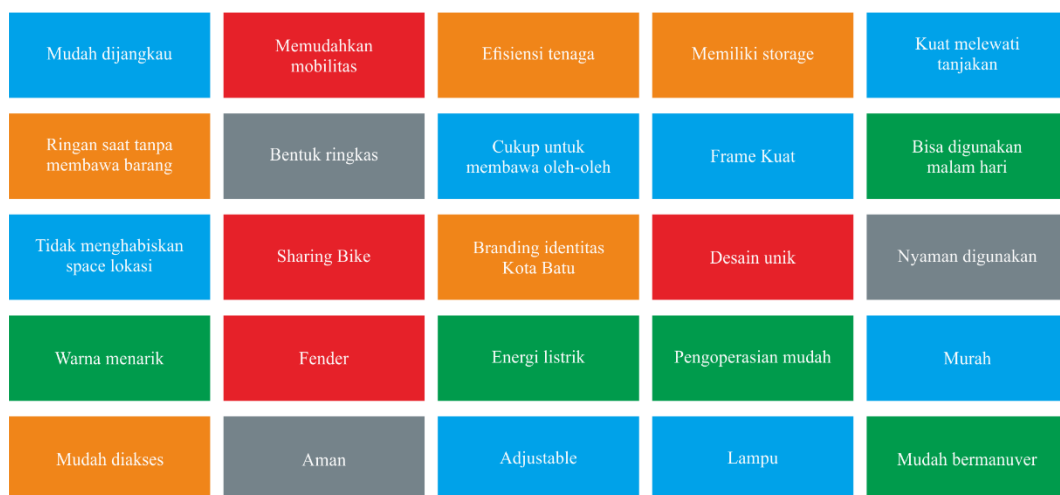 Mudah dijangkau
Memudahkan
mobilitas
Efisiensi tenaga
Memiliki storage
Kuat melewati
tanjakan
Ringan saat tanpa
membawa barang
Bentuk ringkas
Cukup untuk
membawa oleh-oleh
Frame Kuat
Bisa digunakan
malam hari
Tidak menghabiskan
space lokasi
Sharing Bike
Branding identitas
Kota Batu
Desain unik
Nyaman digunakan
Warna menarik
Fender
Energi listrik
Pengoperasian mudah
Murah
Mudah diakses
Aman
Adjustable
Lampu
Mudah bermanuver